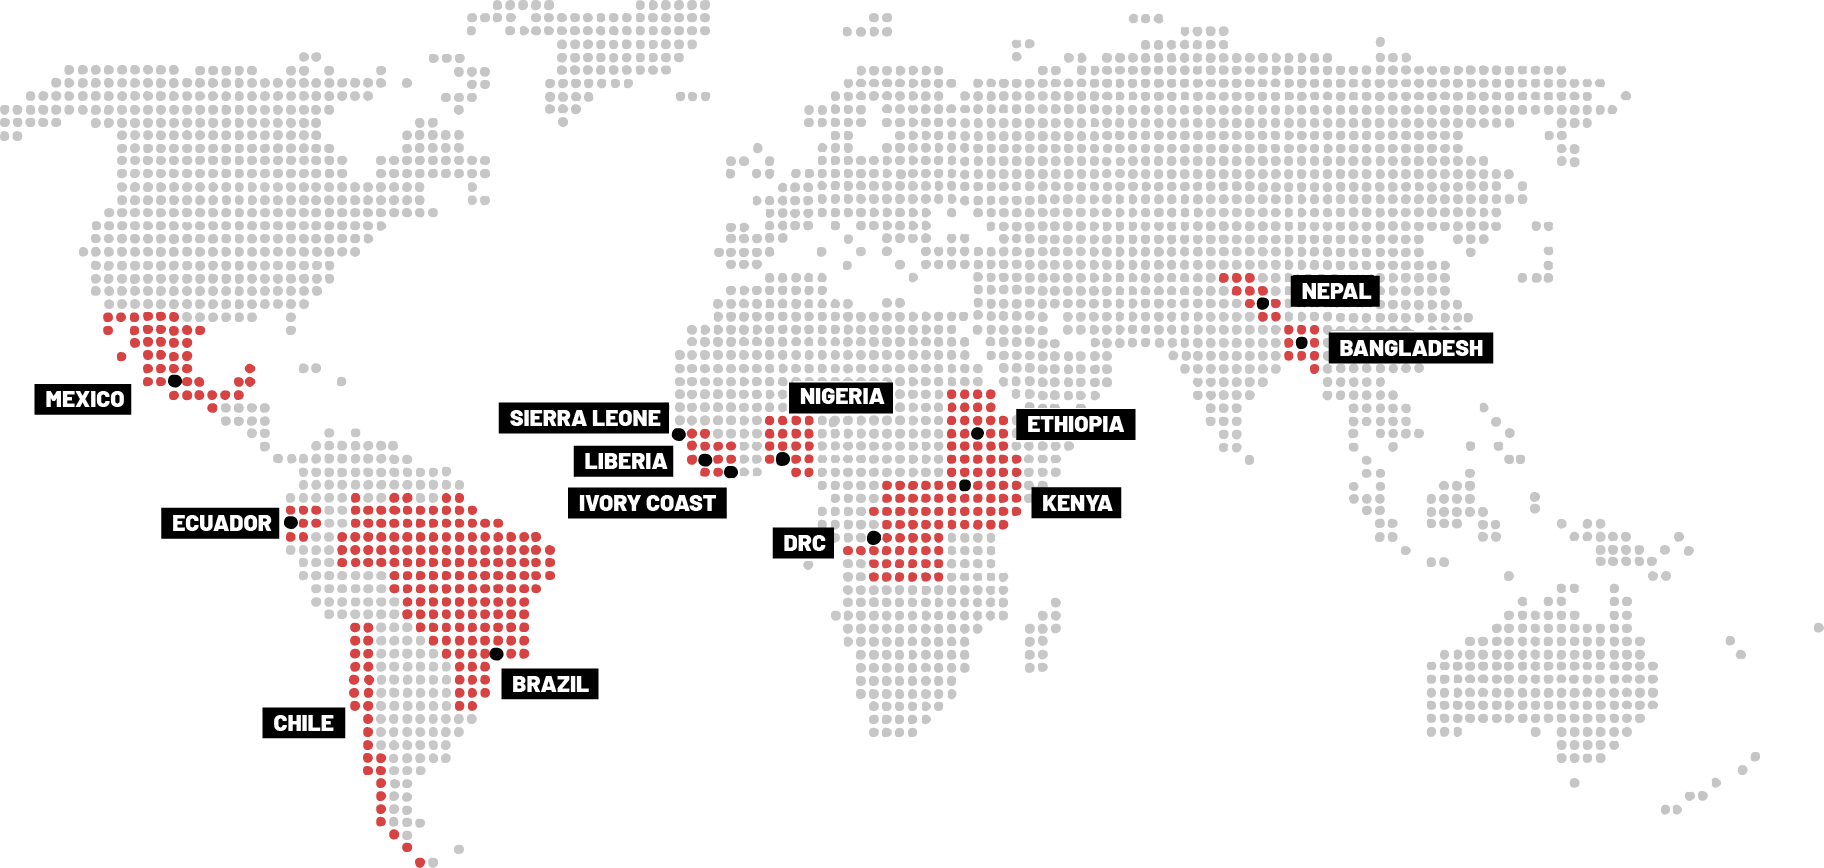 NEPAL
BANGLADESH
MEXICO
NIGERIA
SIERRA LEONE
ETHIOPIA
LIBERIA
IVORY COAST
KENYA
ECUADOR
DRC
BRAZIL
CHILE